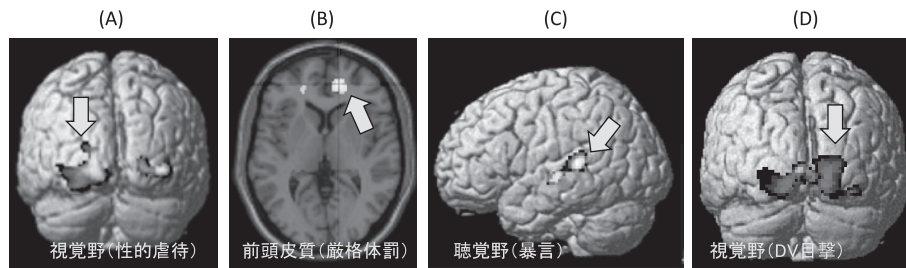 (A)
(B)
(C)
(D)
視覚野(性的虐待)
前頭皮質(厳格体罰)
聴覚野(暴言)
視覚野(DV目撃)